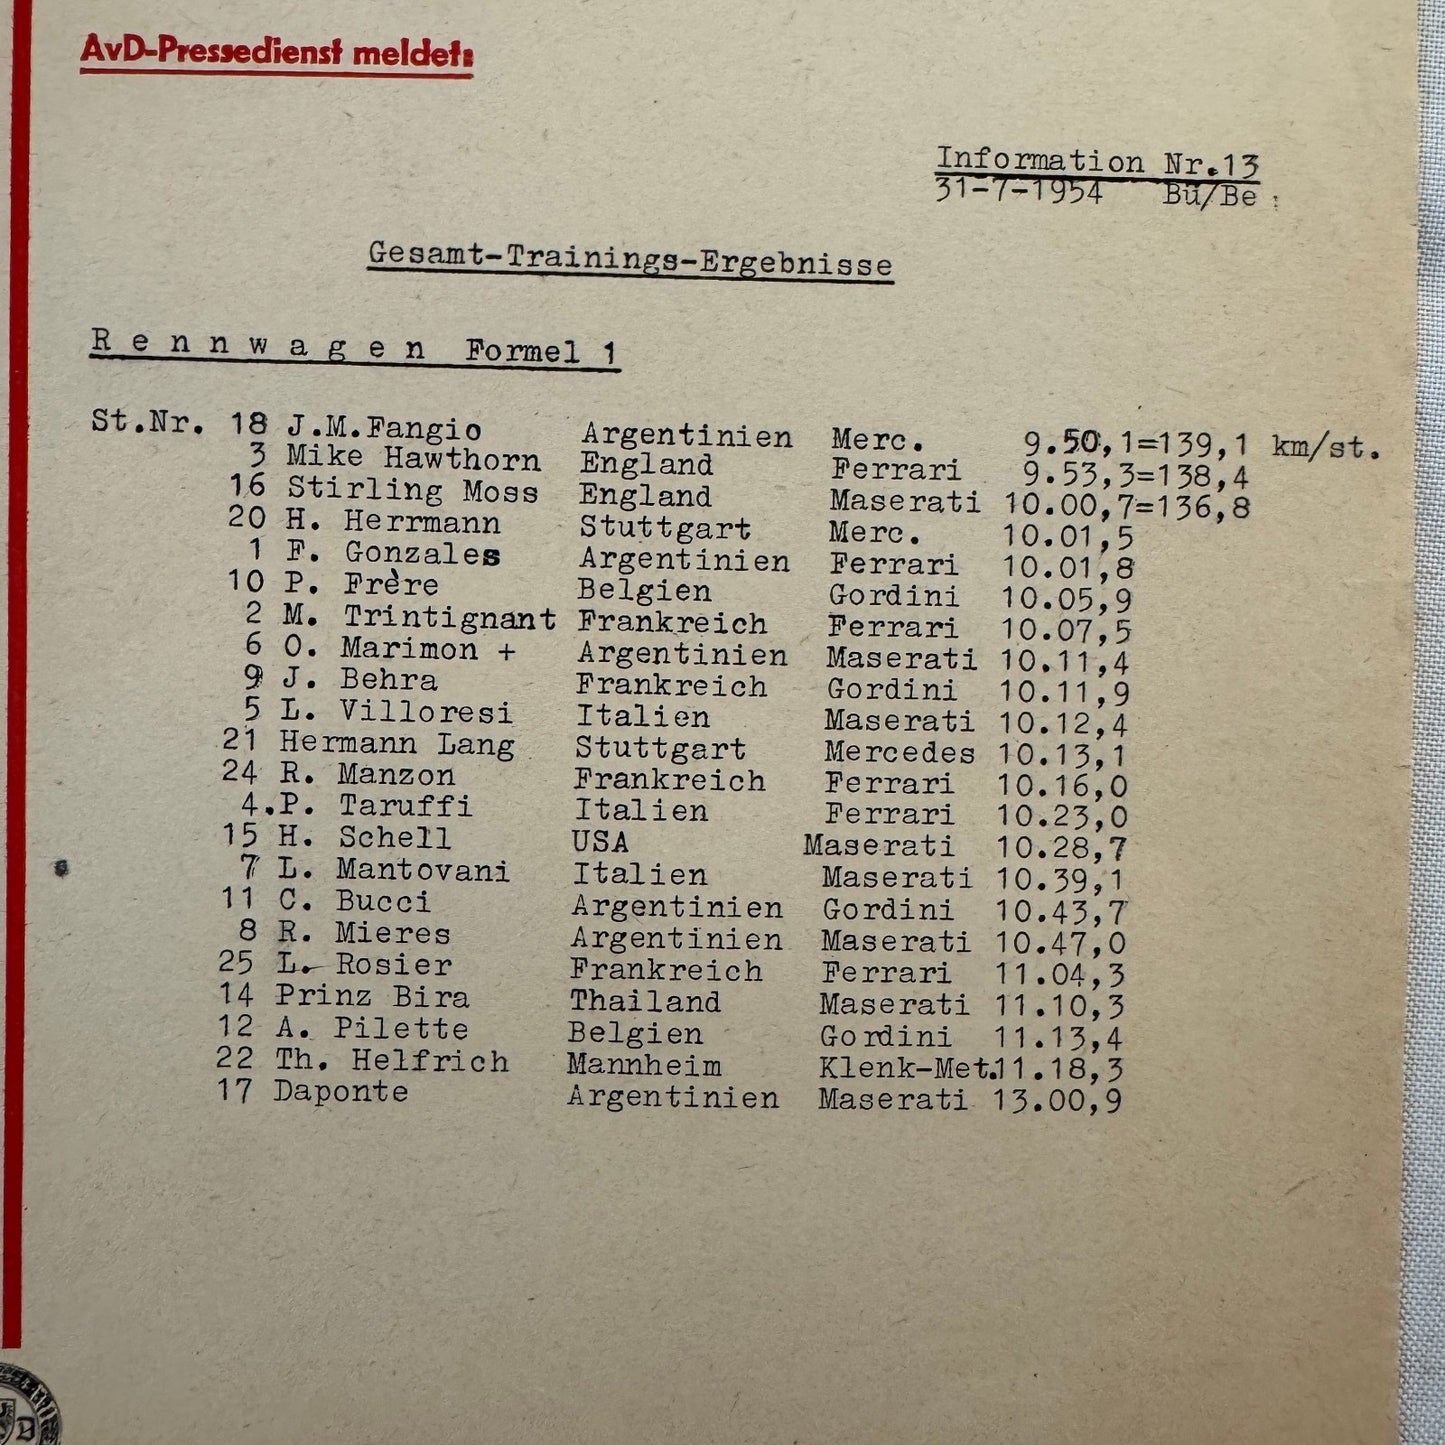 AvD-Pressedienst meldet:
Information Nr.13
31-7-1954 Bü/Be
Gesamt-Trainings-Ergebnisse
R e n n w a g e n Formel 1
St.Nr. 18 J.M.Fangio Argentinien Merc. 9.50,1=139,1 km/st.
3 Mike Hawthorn England Ferrari 9.53,3=138,4
16 Stirling Moss England Maserati 10.00,7=136,8
20 H. Herrmann Stuttgart Merc. 10.01,5
1 F. Gonzales Argentinien Ferrari 10.01,8
10 P. Frère Belgien Gordini 10.05,9
2 M. Trintignant Frankreich Ferrari 10.07,5
6 O. Marimon + Argentinien Maserati 10.11,4
9 J. Behra Frankreich Gordini 10.11,9
5 L. Villoresi Italien Maserati 10.12,4
21 Hermann Lang Stuttgart Mercedes 10.13,1
24 R. Manzon Frankreich Ferrari 10.16,0
4.P. Taruffi Italien Ferrari 10.23,0
15 H. Schell USA Maserati 10.28,7
7 L. Mantovani Italien Maserati 10.39,1
11 C. Bucci Argentinien Gordini 10.43,7
8 R. Mieres Argentinien Maserati 10.47,0
25 L. Rosier Frankreich Ferrari 11.04,3
14 Prinz Bira Thailand Maserati 11.10,3
12 A. Pilette Belgien Gordini 11.13,4
22 Th. Helfrich Mannheim Klenk-Met.11.18,3
17 Daponte Argentinien Maserati 13.00,9